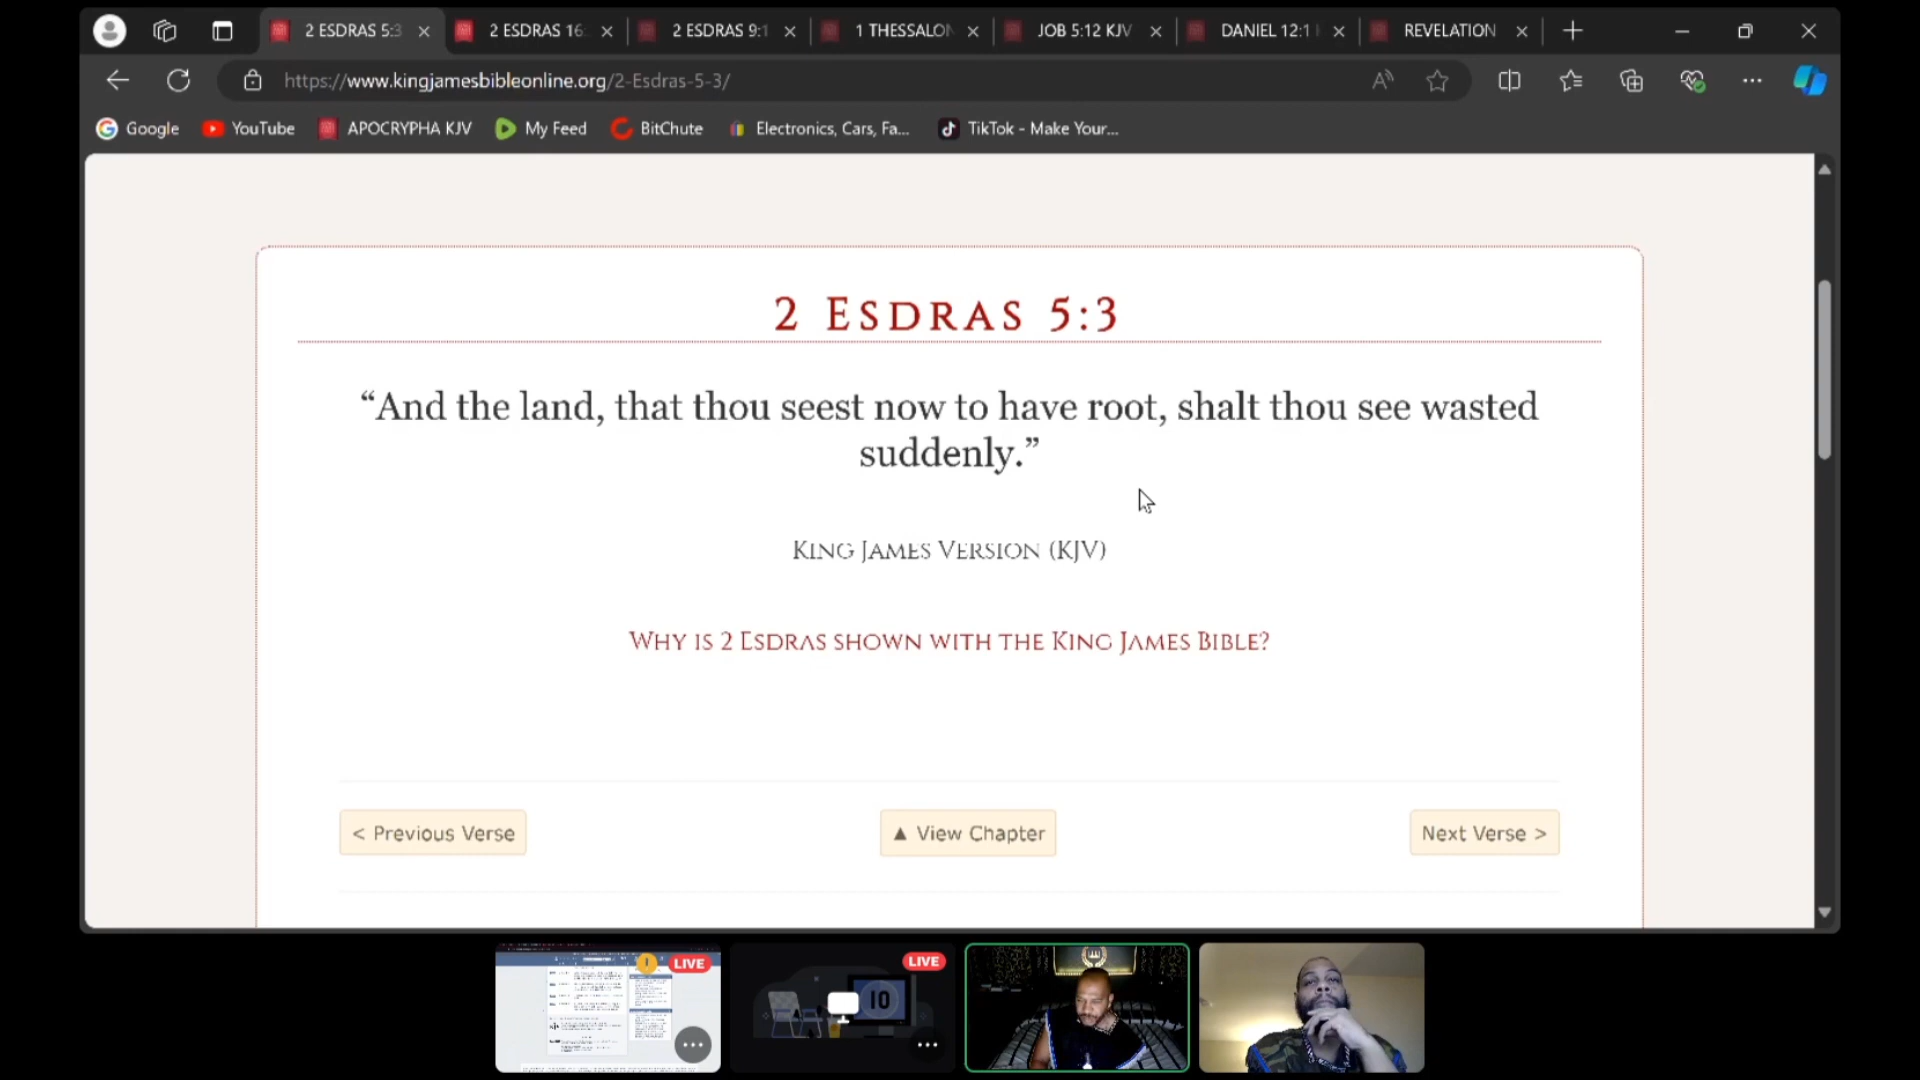 2 ESDRAS 5:3
2 ESDRAS 16:
2 ESDRAS 9:1
1 THESSALON
JOB 5:12 KJV
DANIEL 12:1
REVELATION
https://www.kingjamesbibleonline.org/2-Esdras-5-3/
Google
YouTube
APOCRYPHA KJV
My Feed
BitChute
Electronics, Cars, Fa...
TikTok - Make Your...
2 ESDRAS 5:3
“And the land, that thou seest now to have root, shalt thou see wasted
suddenly.”
KING JAMES VERSION (KJV)
WHY IS 2 ESDRAS SHOWN WITH THE KING JAMES BIBLE?
< Previous Verse
▲ View Chapter
Next Verse >
LIVE
LIVE
10